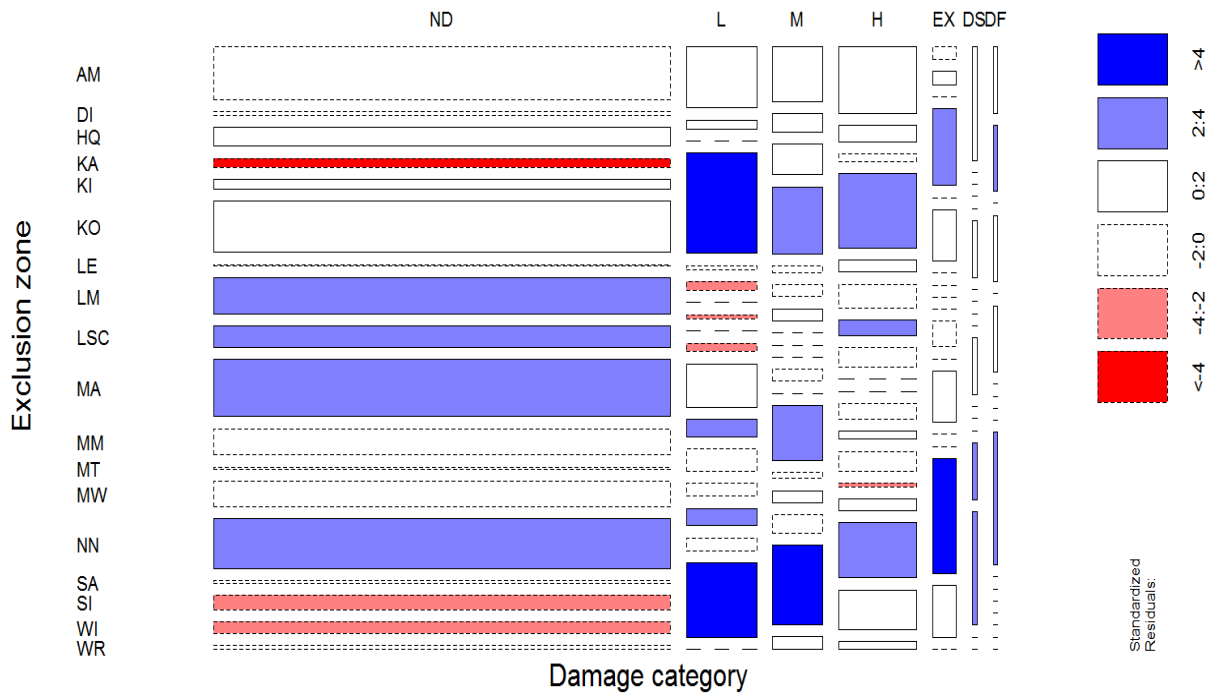 ND L M H EX DS DF
AM
DI
HQ
KA
KI
KO
LE
LM
LSC
MA
MM
MT
MW
NN
SA
SI
WI
WR
Exclusion zone
Damage category
>4
2:4
0:2
-2:0
-4:-2
<-4
Standardized
Residuals: